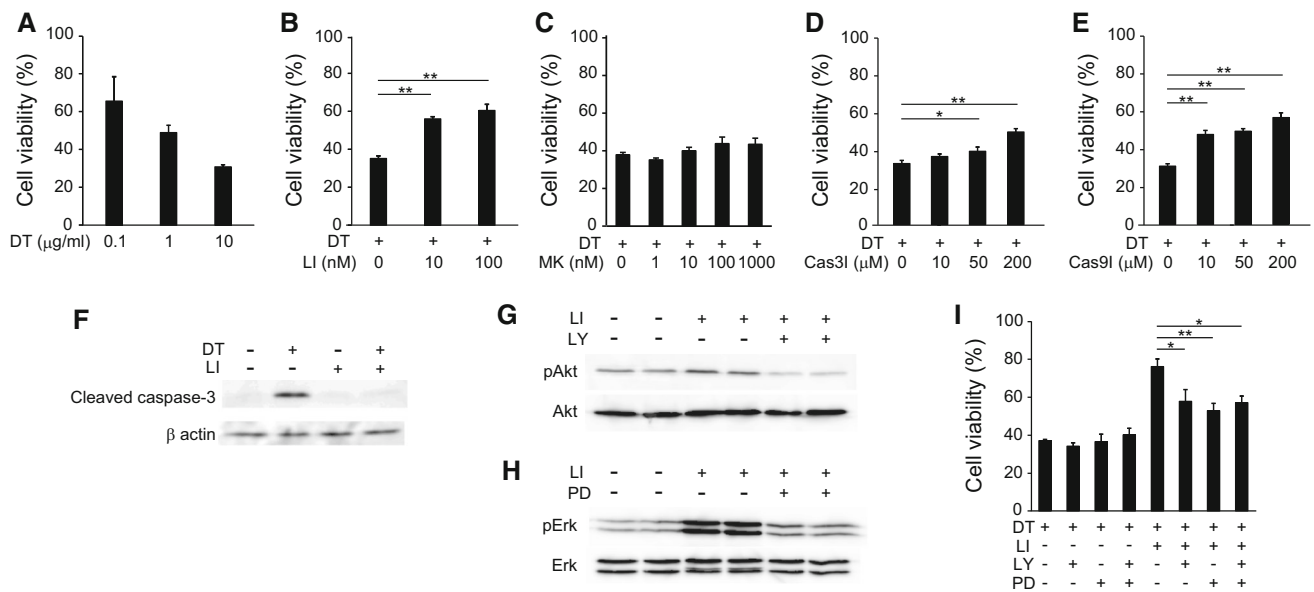 A
Cell viability (%)
100
80
60
40
20
0
DT (μg/ml) 0.1 1 10
B
Cell viability (%)
100
80
60
40
20
0
**
**
DT + + +
LI (nM) 0 10 100
C
Cell viability (%)
100
80
60
40
20
0
DT + + + + +
MK (nM) 0 1 10 100 1000
D
Cell viability (%)
100
80
60
40
20
0
**
*
DT + + + +
Cas3I (μM) 0 10 50 200
E
Cell viability (%)
100
80
60
40
20
0
**
**
**
DT + + + +
Cas9I (μM) 0 10 50 200
F
DT - + - +
LI - - + +
Cleaved caspase-3
β actin
G
LI - - + + + +
LY - - - - + +
pAkt
Akt
H
LI - - + + + +
PD - - - - + +
pErk
Erk
I
Cell viability (%)
100
80
60
40
20
0
*
**
*
DT + + + + + + + +
LI - - - - + + + +
LY - + - + - + - +
PD - - + + - - + +